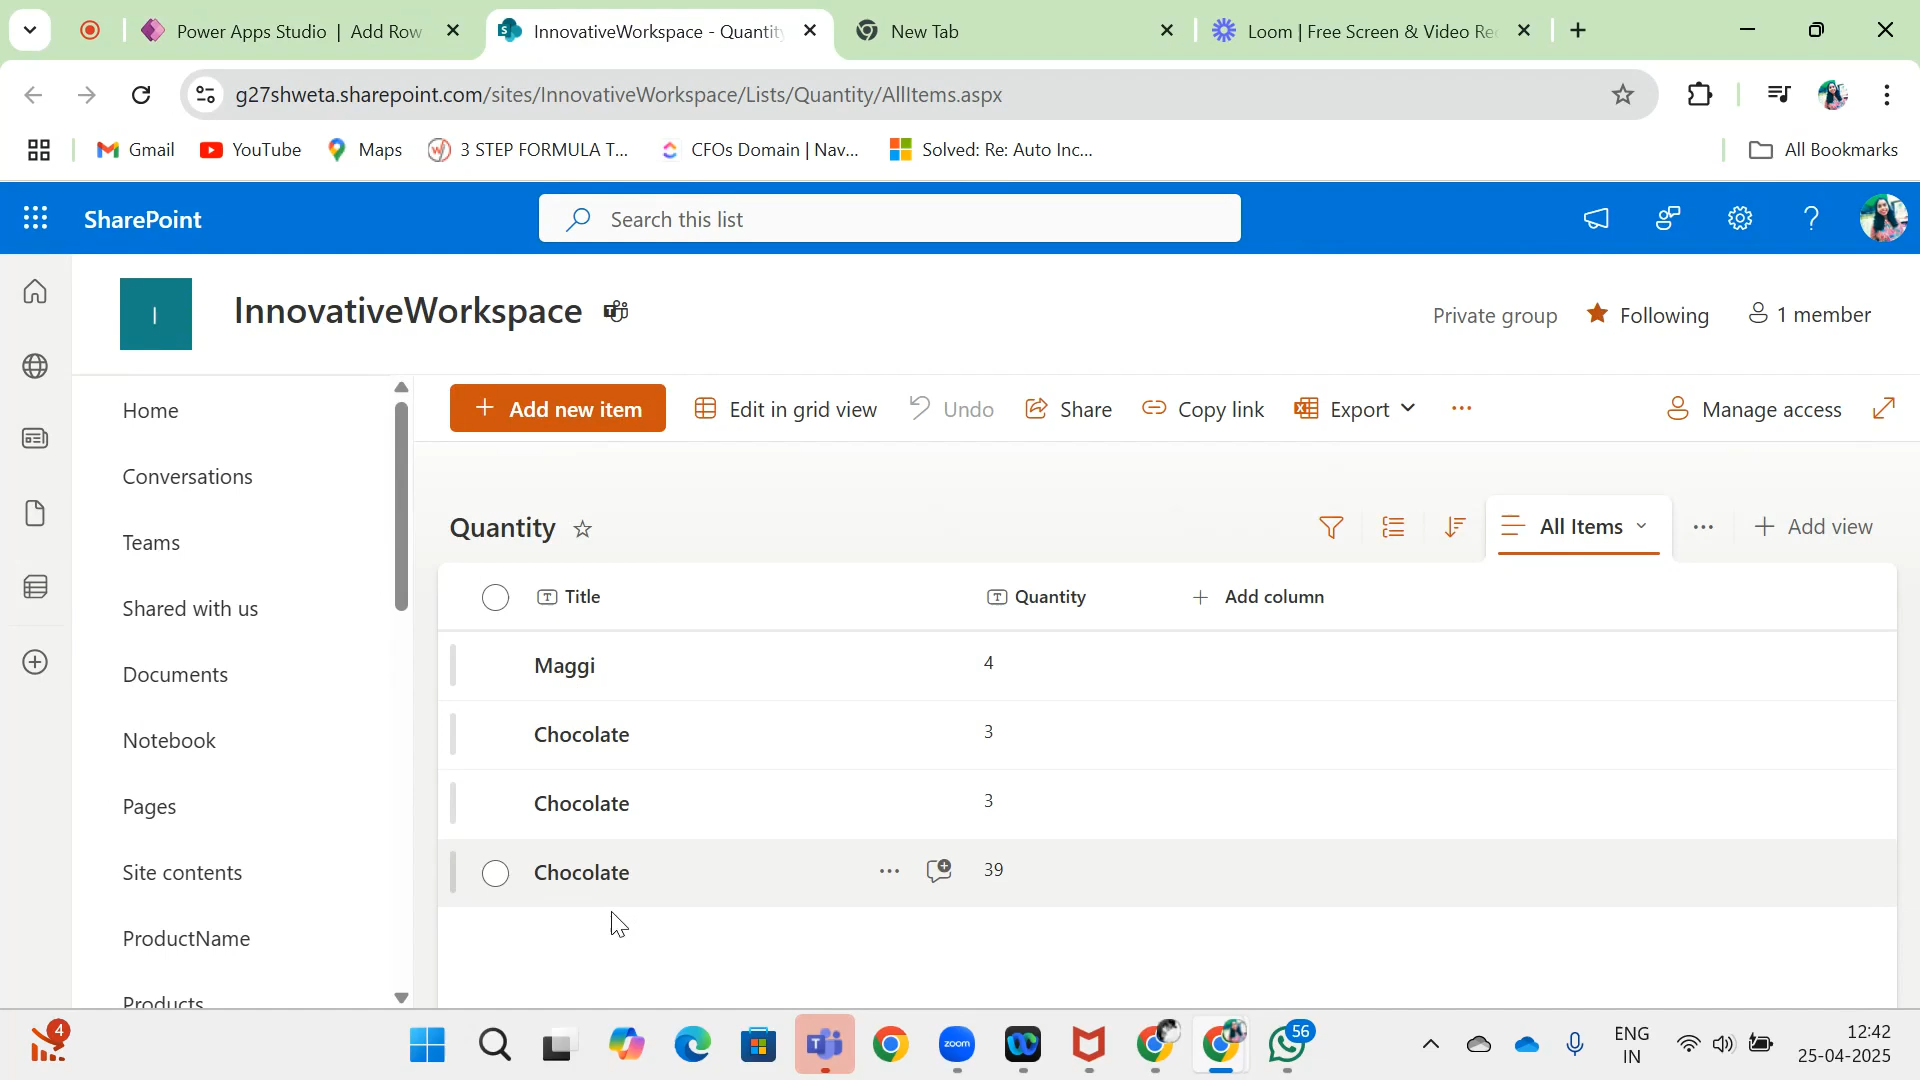 Power Apps Studio | Add Row
InnovativeWorkspace - Quantity
New Tab
Loom | Free Screen & Video Re
g27shweta.sharepoint.com/sites/InnovativeWorkspace/Lists/Quantity/AllItems.aspx
Gmail
YouTube
Maps
3 STEP FORMULA T...
CFOs Domain | Nav...
Solved: Re: Auto Inc...
All Bookmarks
SharePoint
Search this list
I
InnovativeWorkspace
Private group
Following
1 member
Home
Conversations
Teams
Shared with us
Documents
Notebook
Pages
Site contents
ProductName
Products
Add new item
Edit in grid view
Undo
Share
Copy link
Export
Manage access
Quantity
All Items
Add view
Title
Quantity
Add column
Maggi
4
Chocolate
3
Chocolate
3
Chocolate
39
4
zoom
56
ENG
IN
12:42
25-04-2025